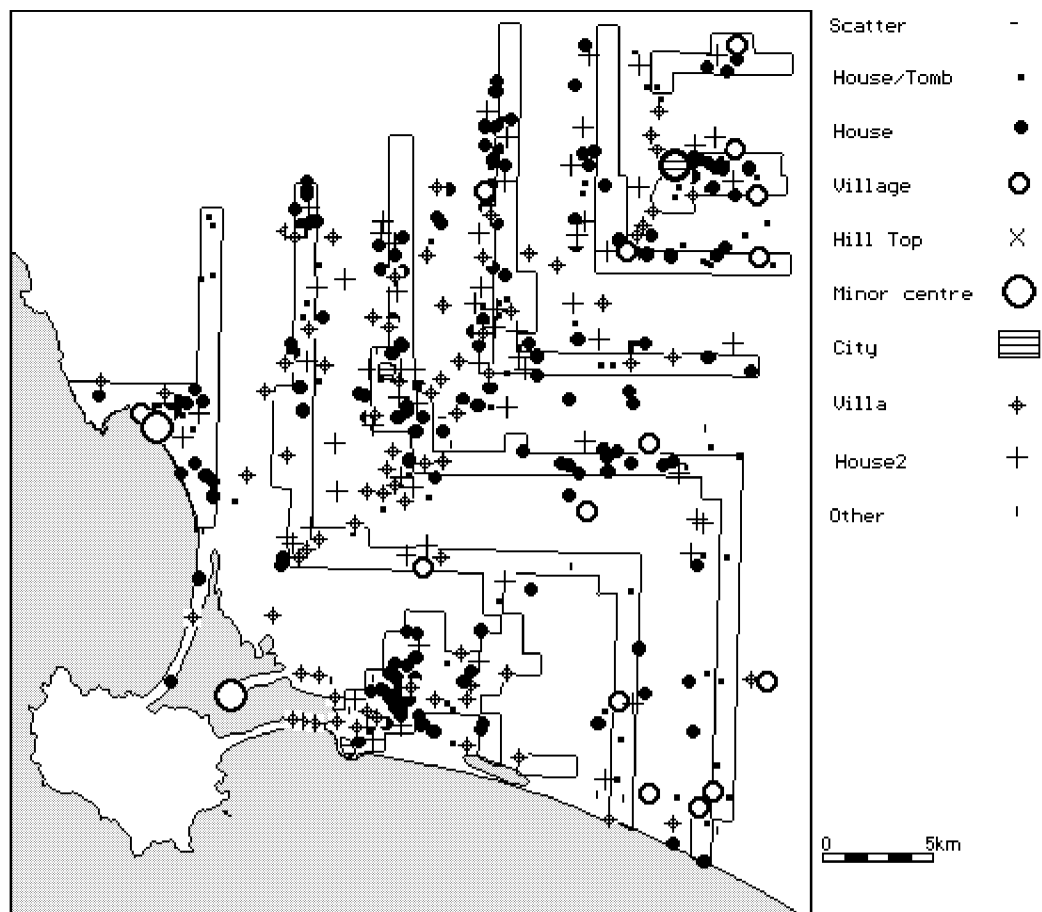 Scatter
House/Tomb
House
Village
Hill Top
Minor centre
City
Villa
House2
Other
0 5km